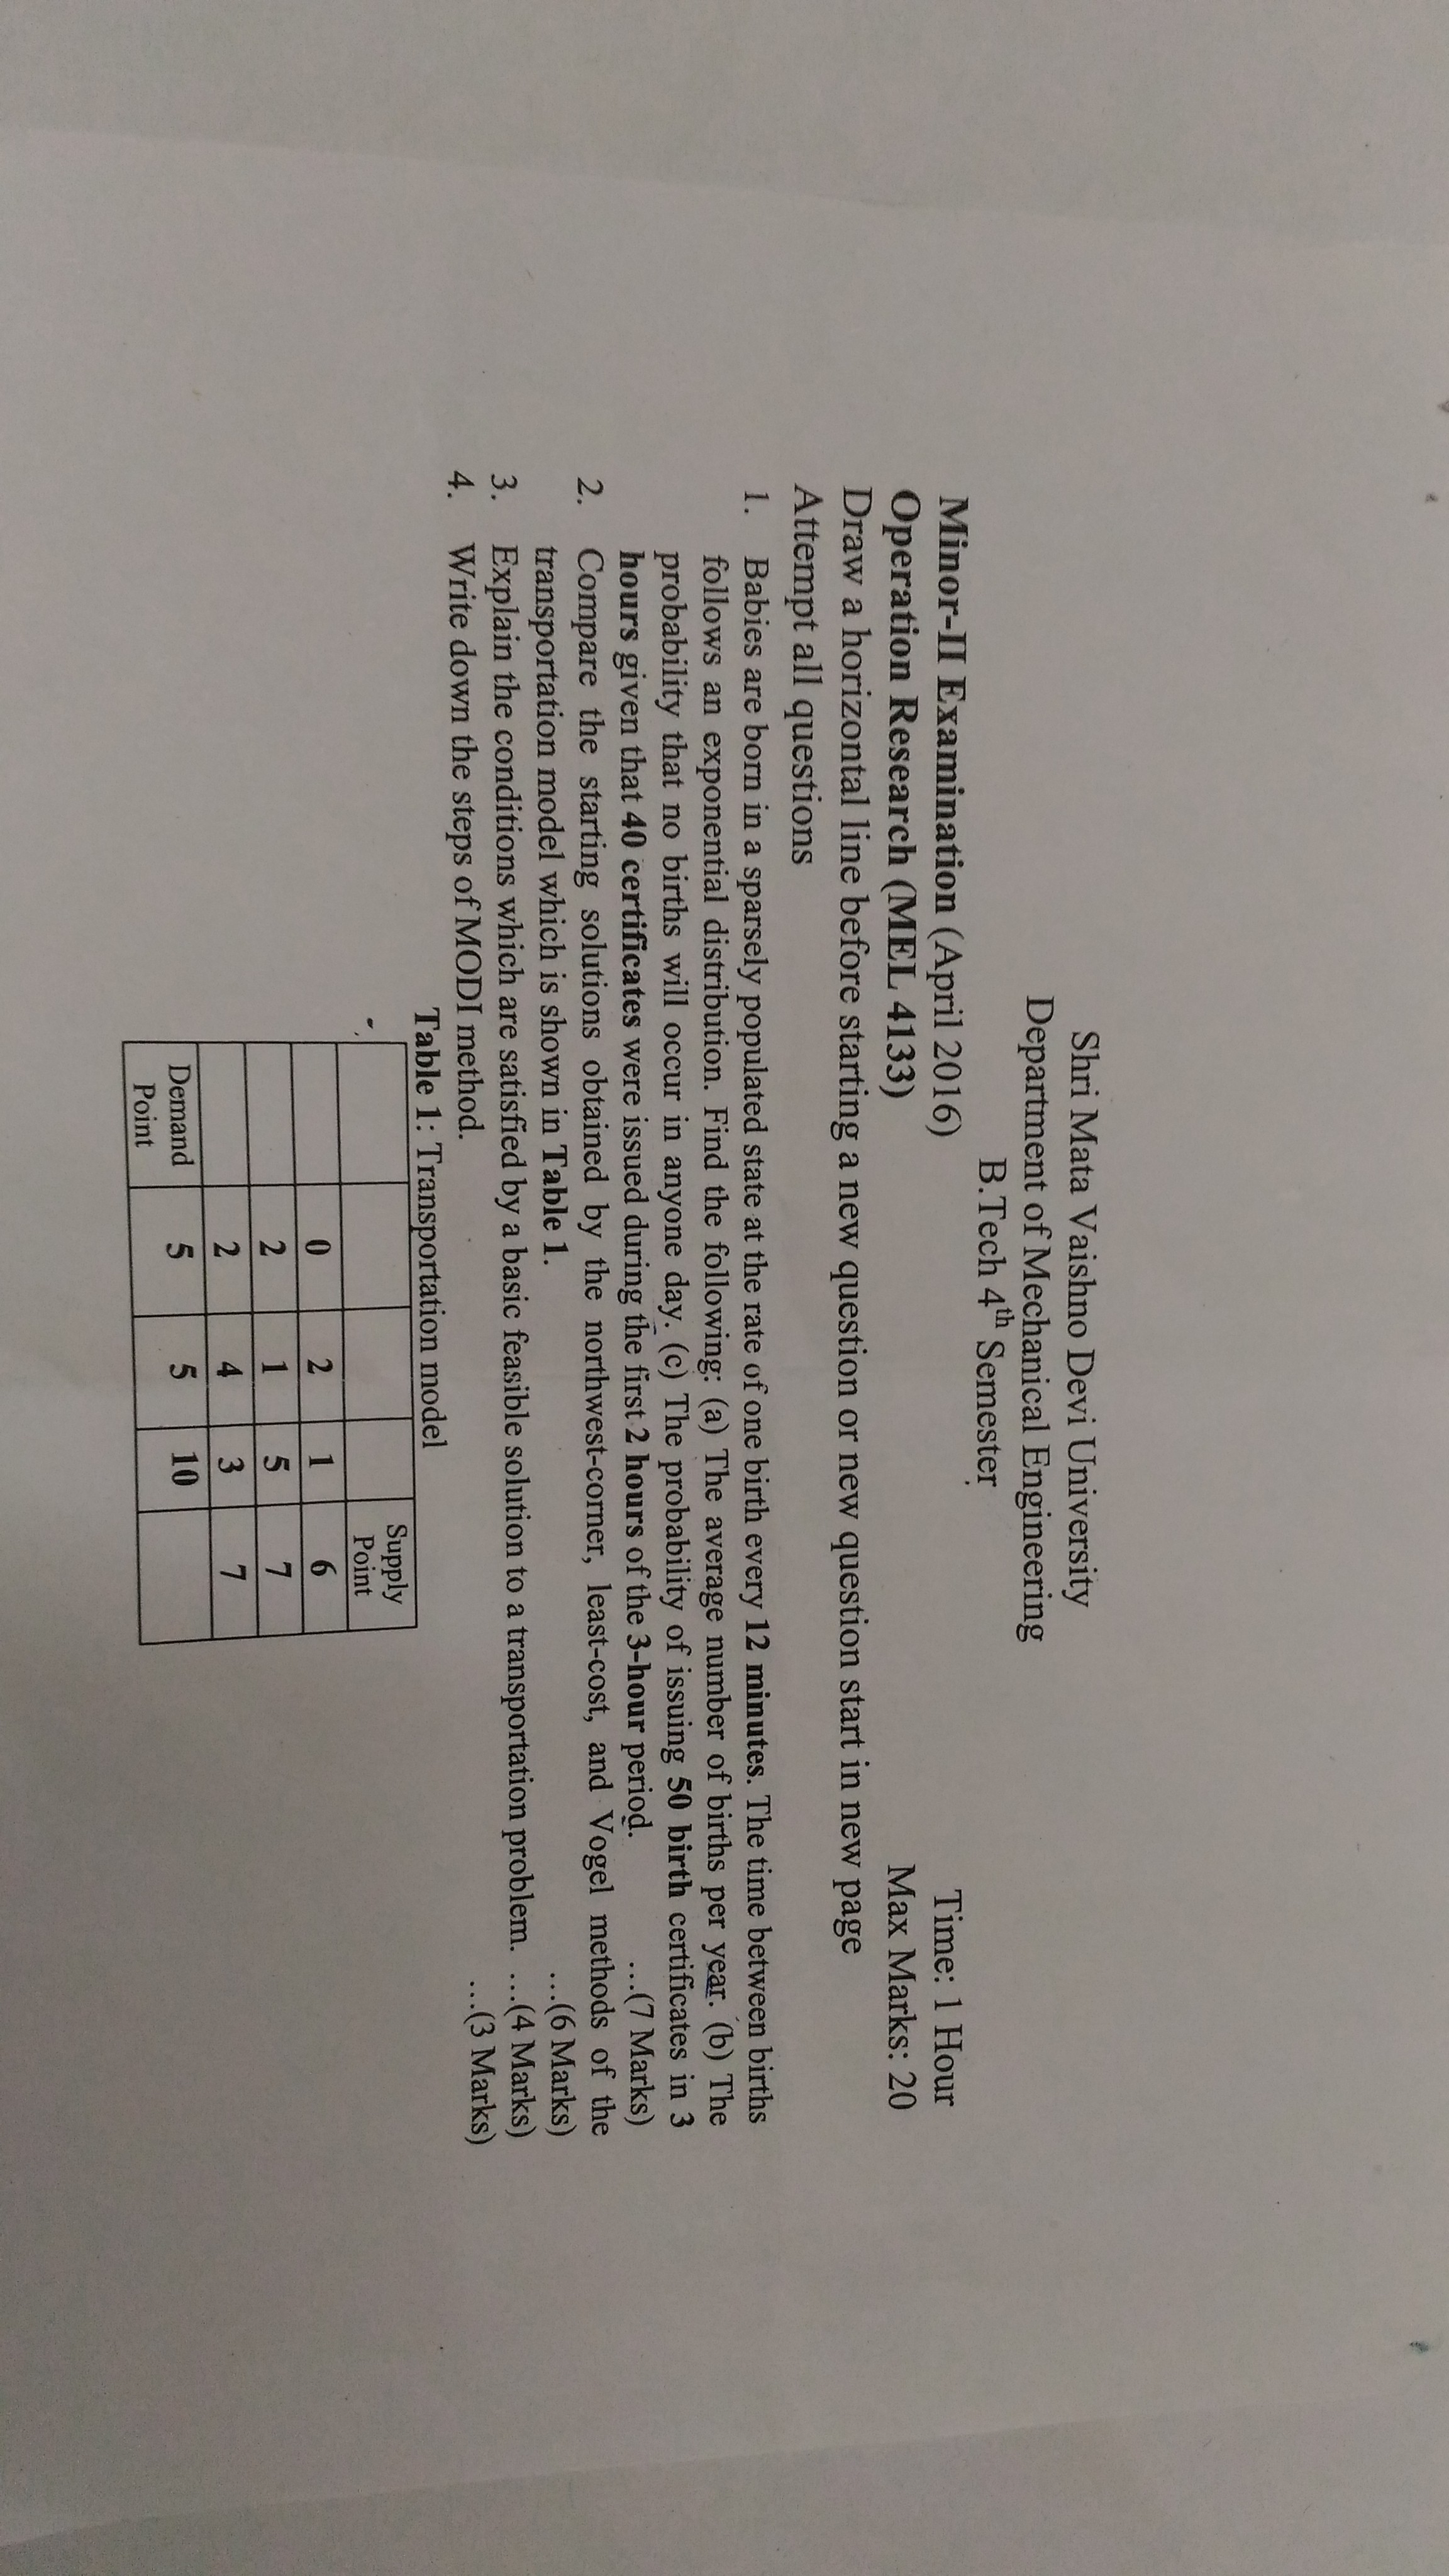 Shri Mata Vaishno Devi University
Department of Mechanical Engineering
B.Tech 4th Semester
Minor-II Examination (April 2016) Time: 1 Hour
Operation Research (MEL 4133) Max Marks: 20
Draw a horizontal line before starting a new question or new question start in new page
Attempt all questions
1. Babies are born in a sparsely populated state at the rate of one birth every 12 minutes. The time between births
follows an exponential distribution. Find the following: (a) The average number of births per year. (b) The
probability that no births will occur in anyone day. (c) The probability of issuing 50 birth certificates in 3
hours given that 40 certificates were issued during the first 2 hours of the 3-hour period. ...(7 Marks)
2. Compare the starting solutions obtained by the northwest-corner, least-cost, and Vogel methods of the
transportation model which is shown in Table 1. ...(6 Marks)
3. Explain the conditions which are satisfied by a basic feasible solution to a transportation problem. ...(4 Marks)
4. Write down the steps of MODI method. ...(3 Marks)
Table 1: Transportation model
Supply
Point
0 2 1 6
2 1 5 7
2 4 3 7
Demand
Point
5 5 10